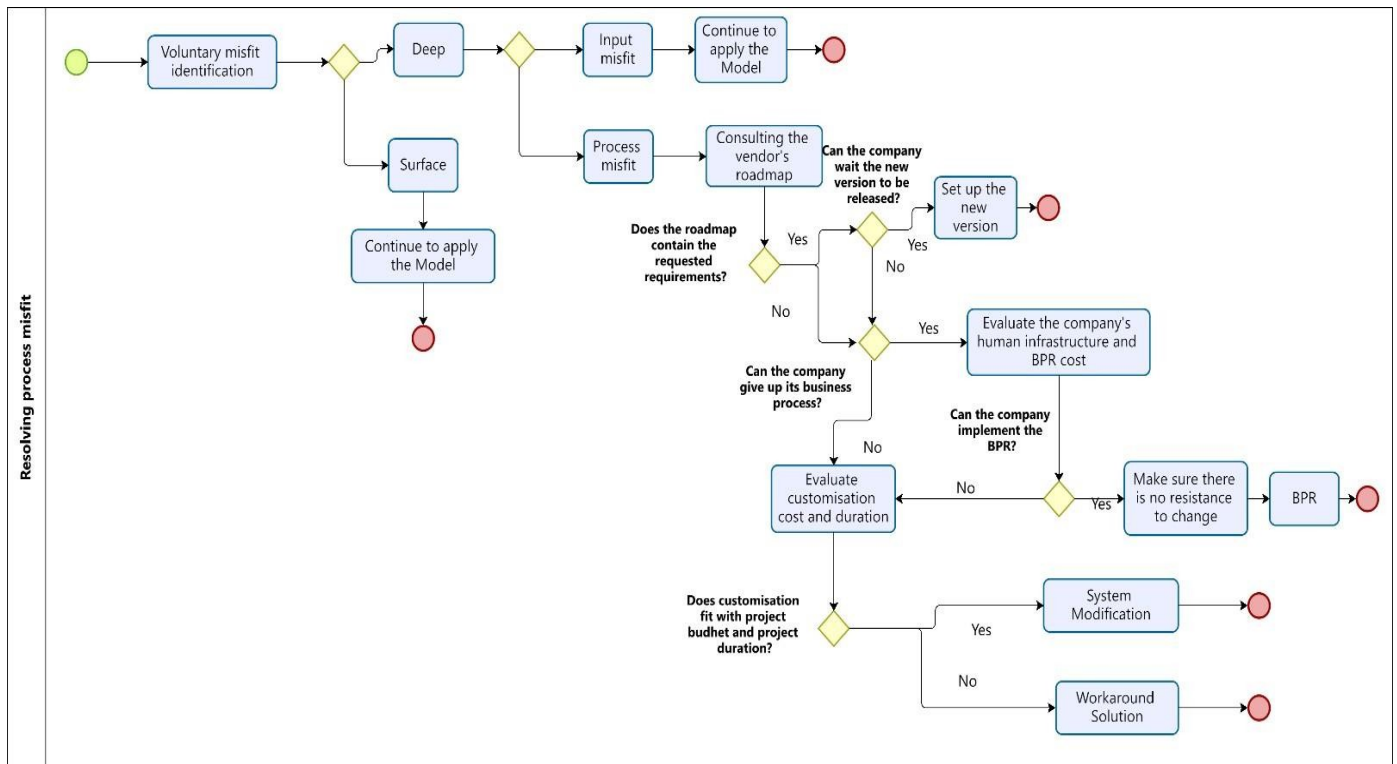 Resolving process misfit
Voluntary misfit
identification
Deep
Input
misfit
Continue to
apply the
Model
Surface
Continue to apply
the Model
Process
misfit
Consulting the
vendor's
roadmap
Can the company
wait the new
version to be
released?
Set up the
new
version
Does the roadmap
contain the
requested
requirements?
Yes
Yes
No
No
Can the company
give up its business
process?
Yes
Evaluate the company's
human infrastructure and
BPR cost
Can the company
implement the
BPR?
No
Evaluate
customisation
cost and duration
No
Yes
Make sure there
is no resistance
to change
BPR
Does customisation
fit with project
budhet and project
duration?
Yes
System
Modification
No
Workaround
Solution